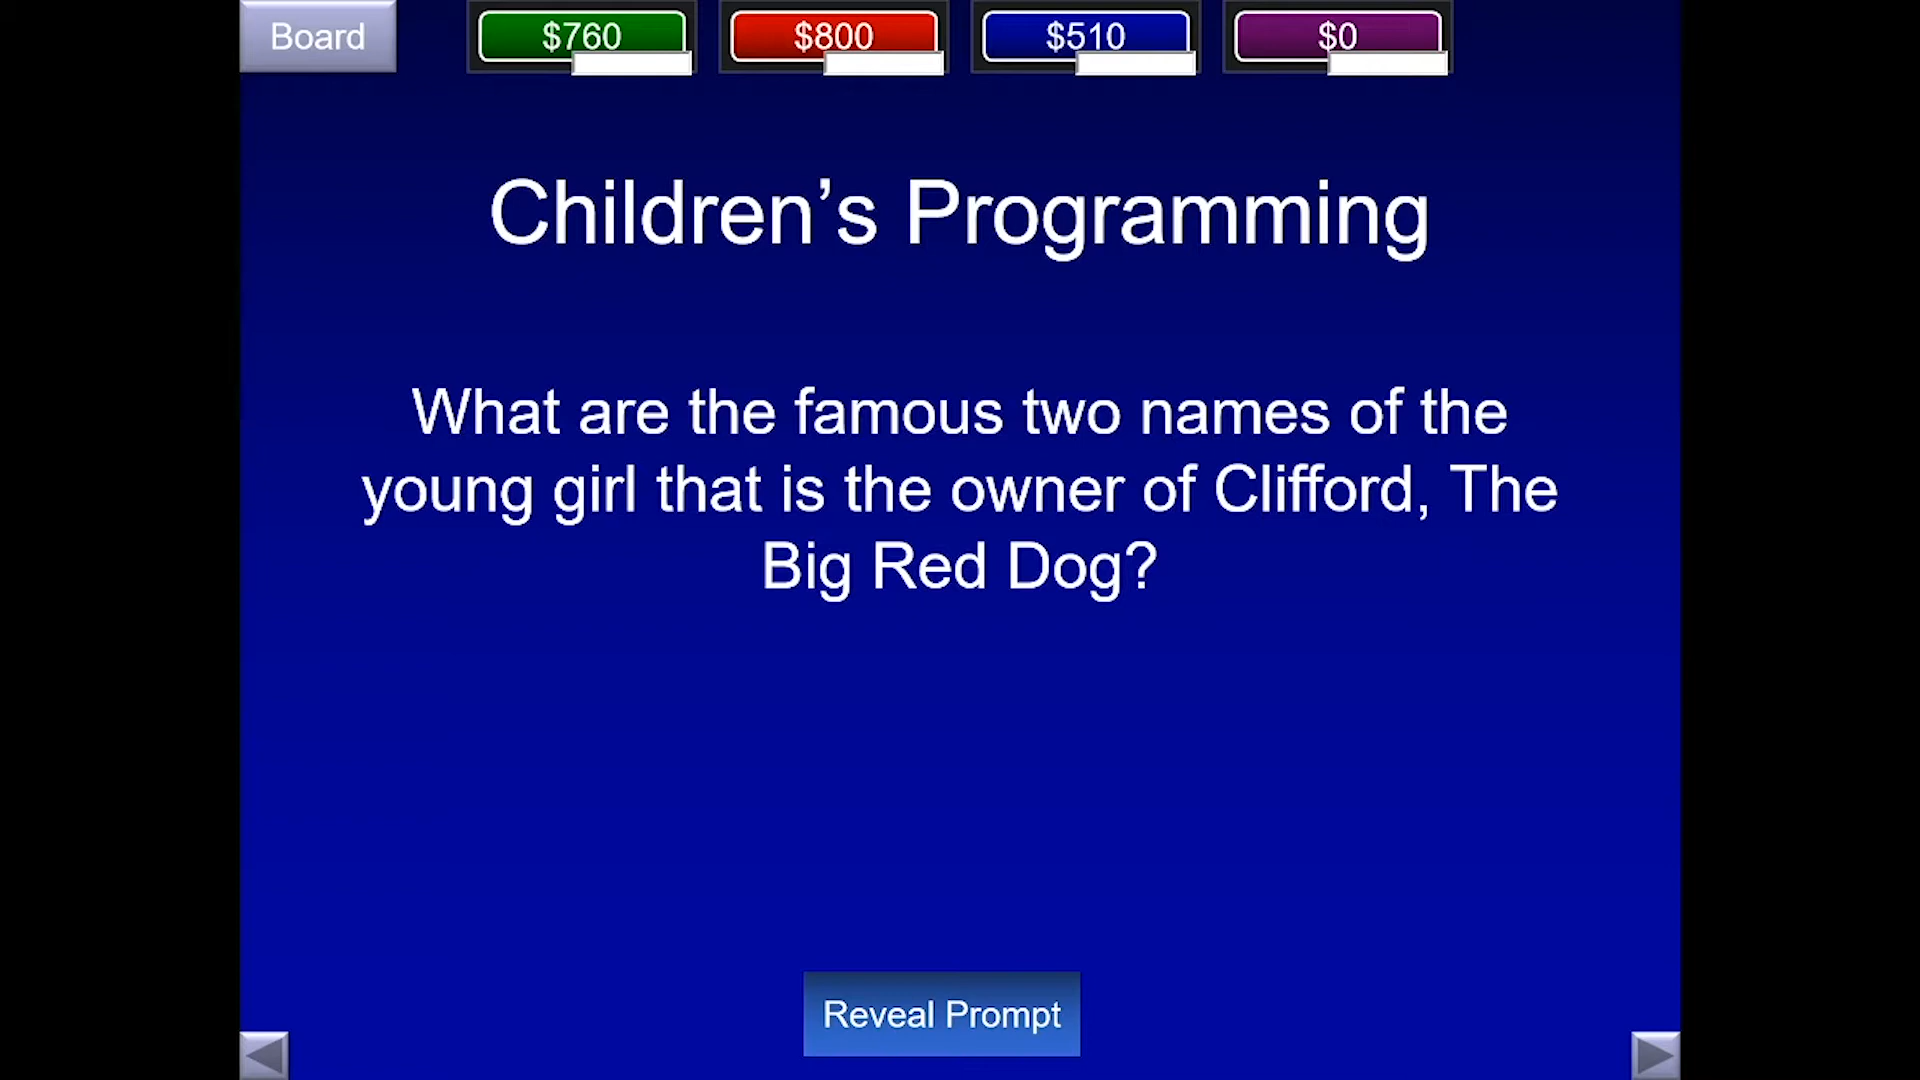 Board
$760
$800
$510
$0
Children’s Programming
What are the famous two names of the
young girl that is the owner of Clifford, The
Big Red Dog?
Reveal Prompt